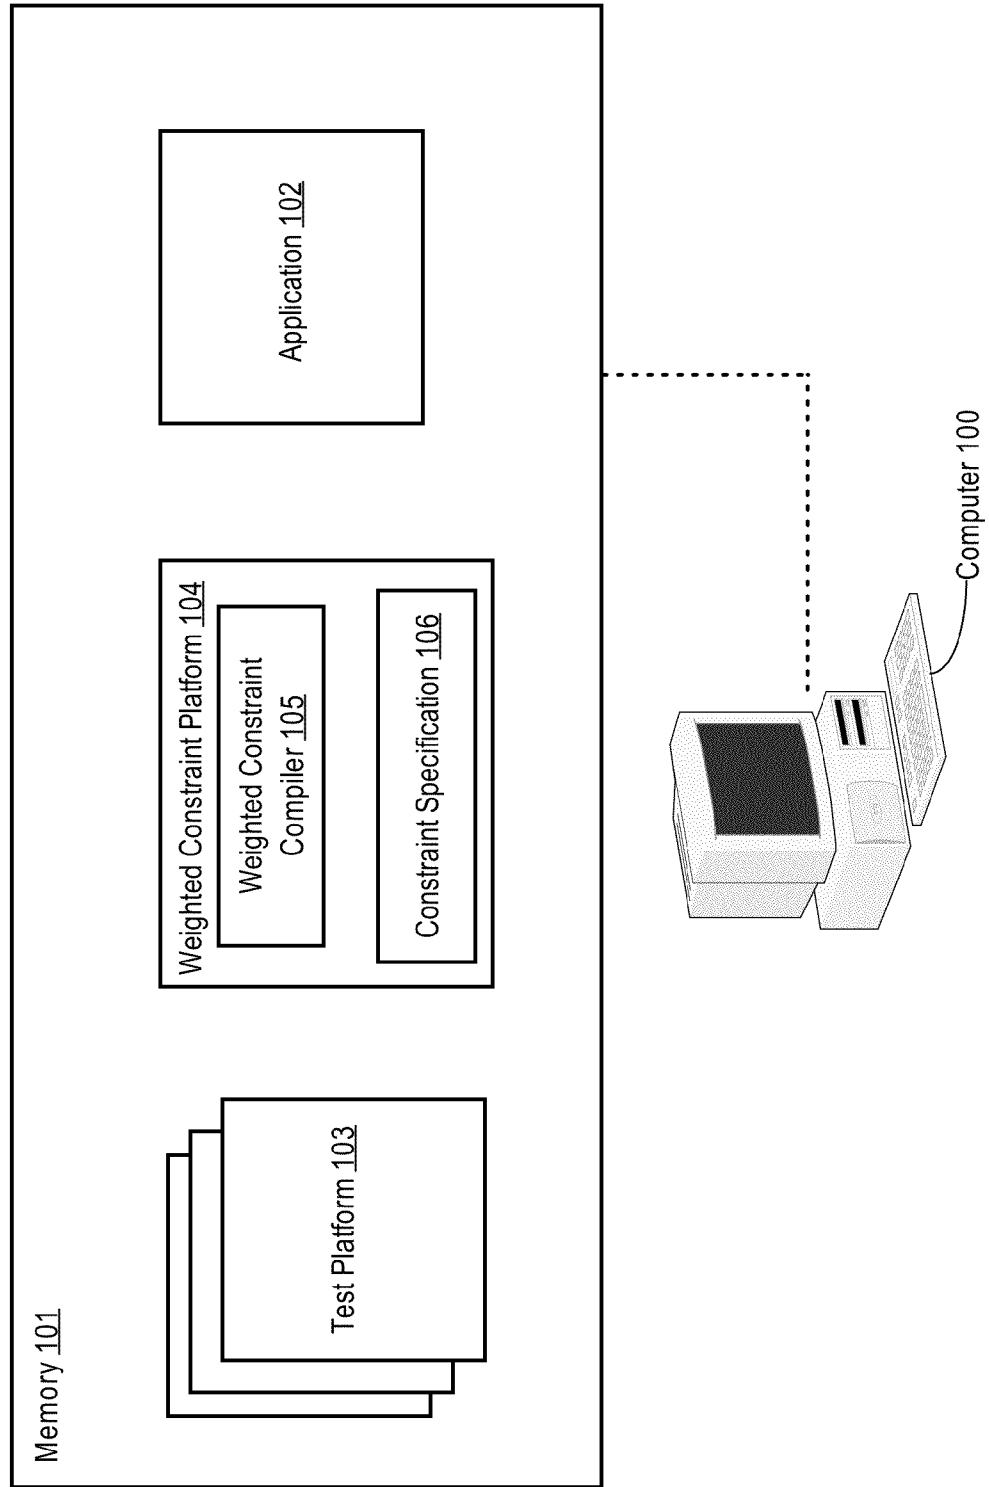 Memory 101
Test Platform 103
Weighted Constraint Platform 104
Weighted Constraint
Compiler 105
Constraint Specification 106
Application 102
Computer 100